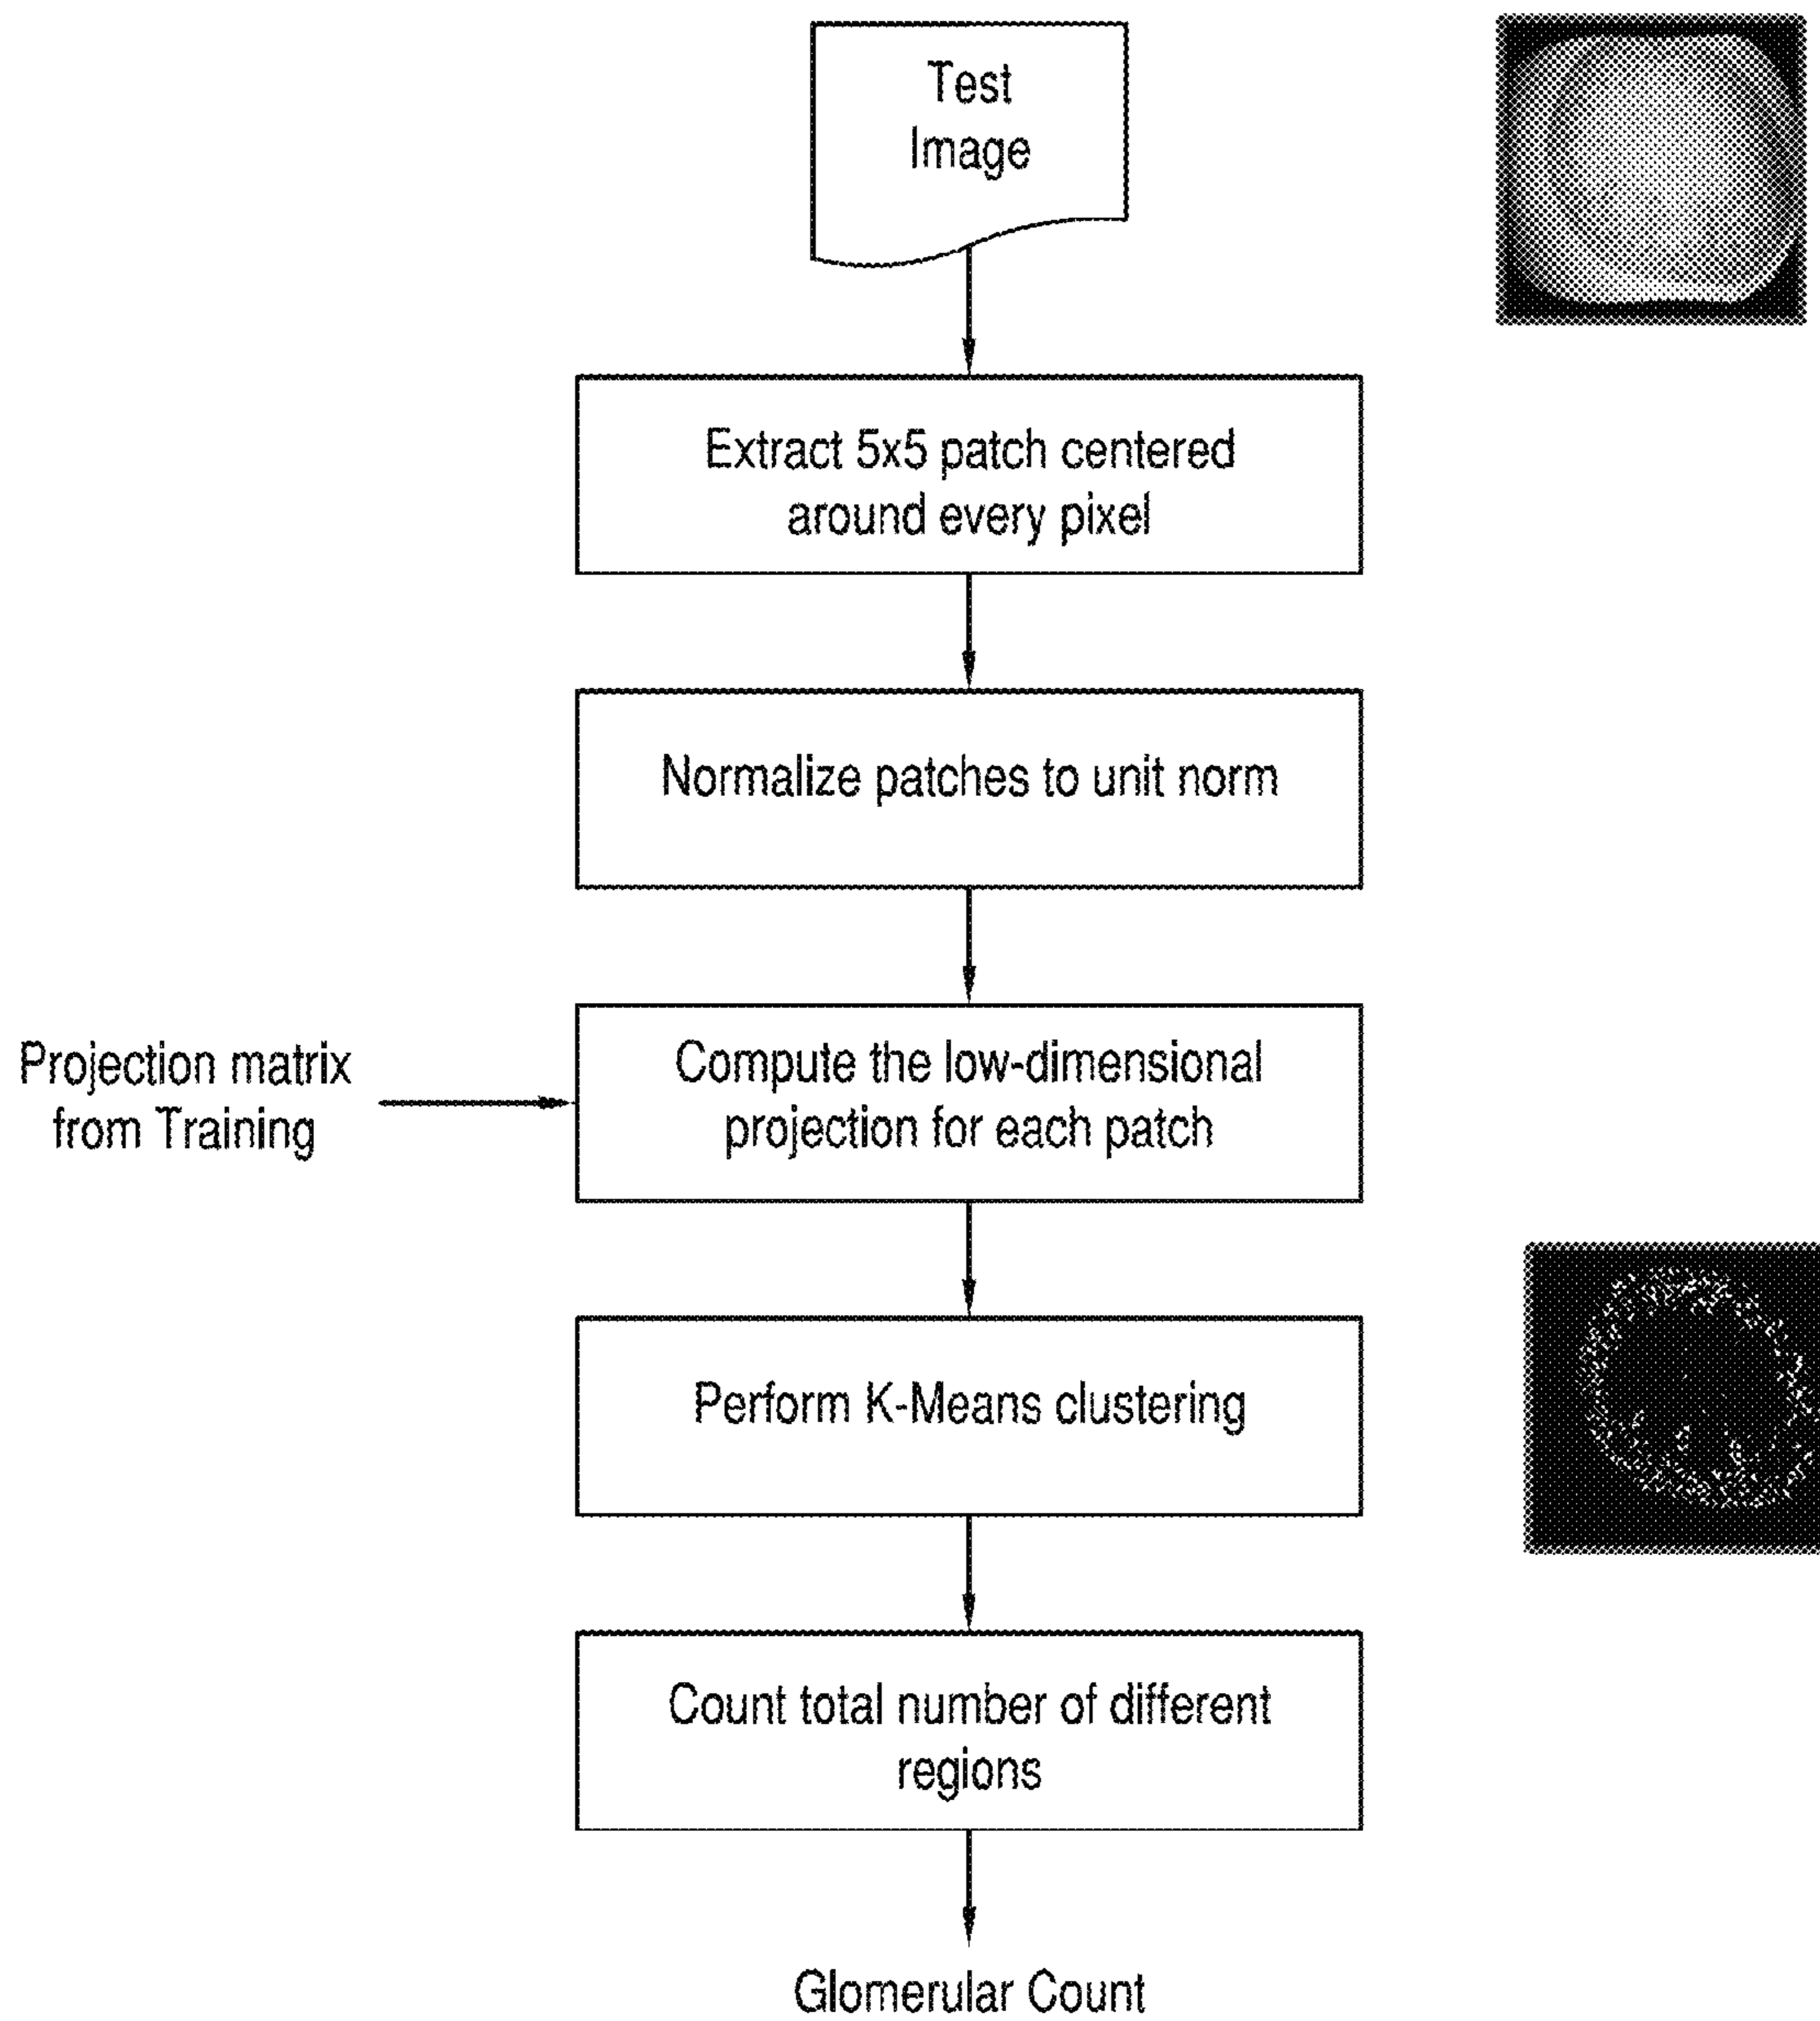 Test
Image
Extract 5x5 patch centered
around every pixel
Normalize patches to unit norm
Projection matrix
from Training
Compute the low-dimensional
projection for each patch
Perform K-Means clustering
Count total number of different
regions
Glomerular Count